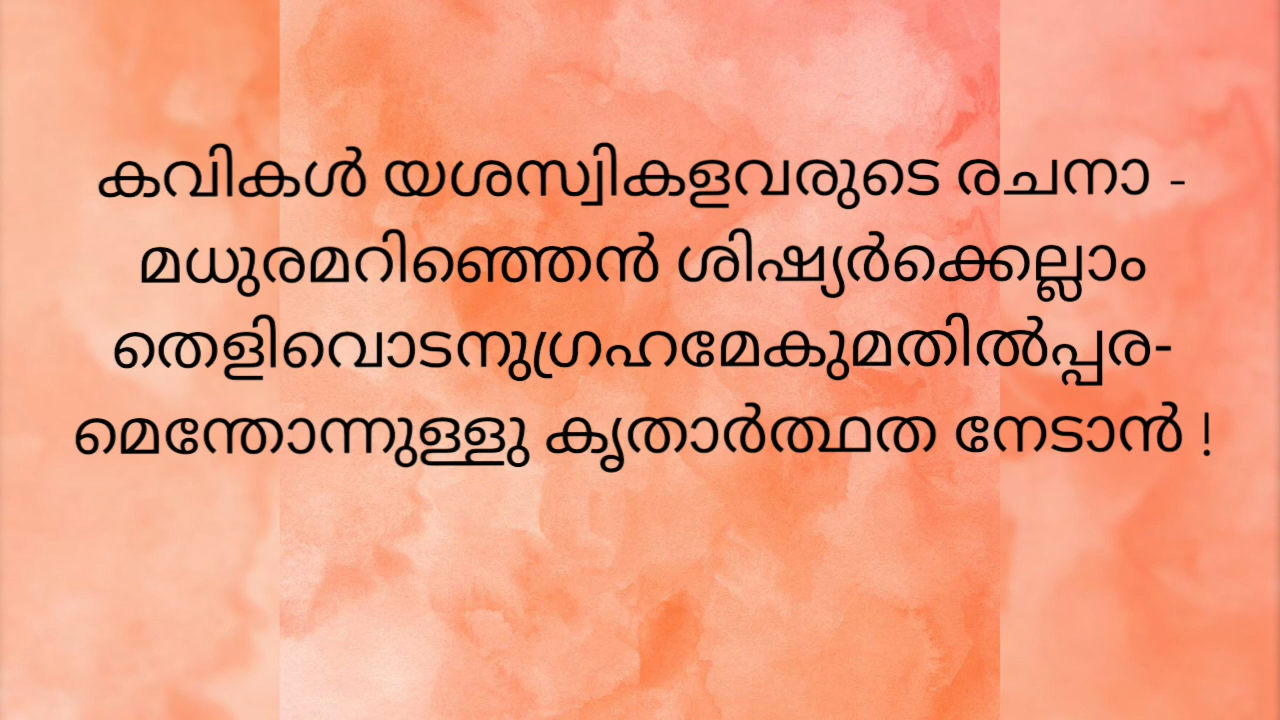 കവികൾ യശസ്വികളവരുടെ രചനാ -
മധുരമറിഞ്ഞെൻ ശിഷ്യർക്കെല്ലാം
തെളിവൊടനുഗ്രഹമേകുമതിൽപ്പര-
മെന്തോന്നുള്ളു കൃതാർത്ഥത നേടാൻ !